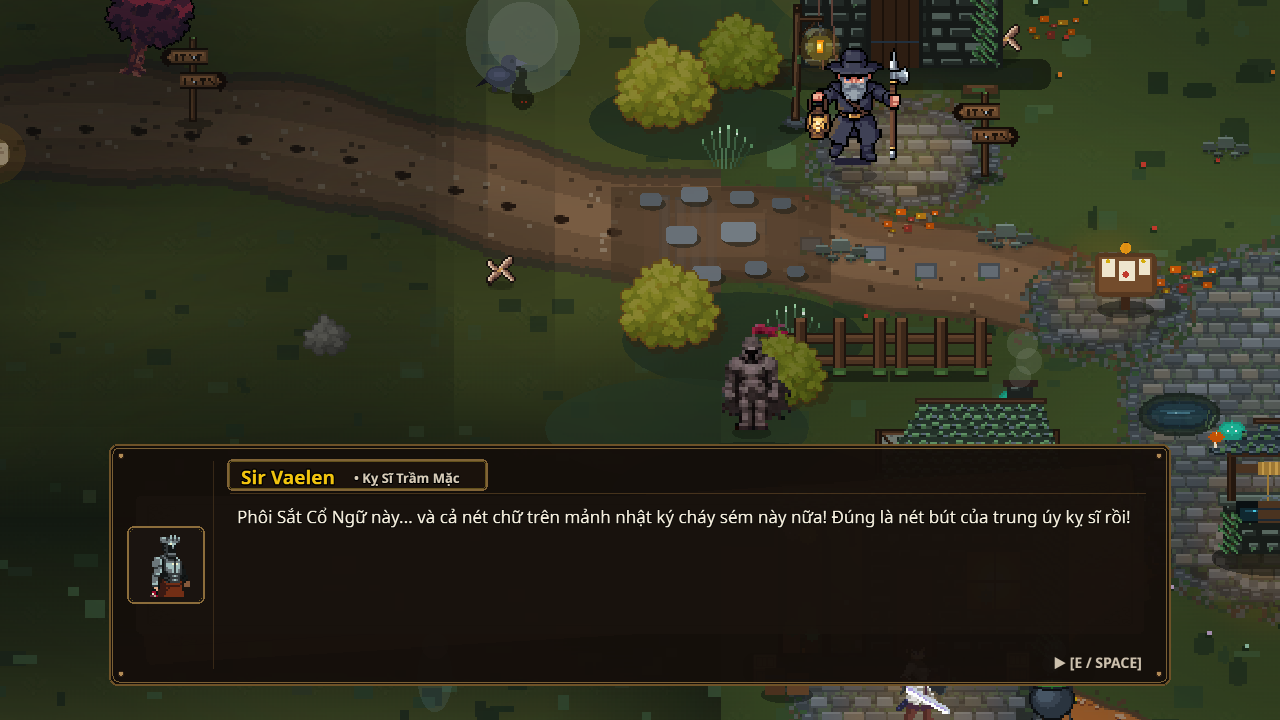 Sir Vaelen • Kỵ Sĩ Trầm Mặc
Phôi Sắt Cổ Ngữ này... và cả nét chữ trên mảnh nhật ký cháy sém này nữa! Đúng là nét bút của trung úy kỵ sĩ rồi!
▶ [E / SPACE]